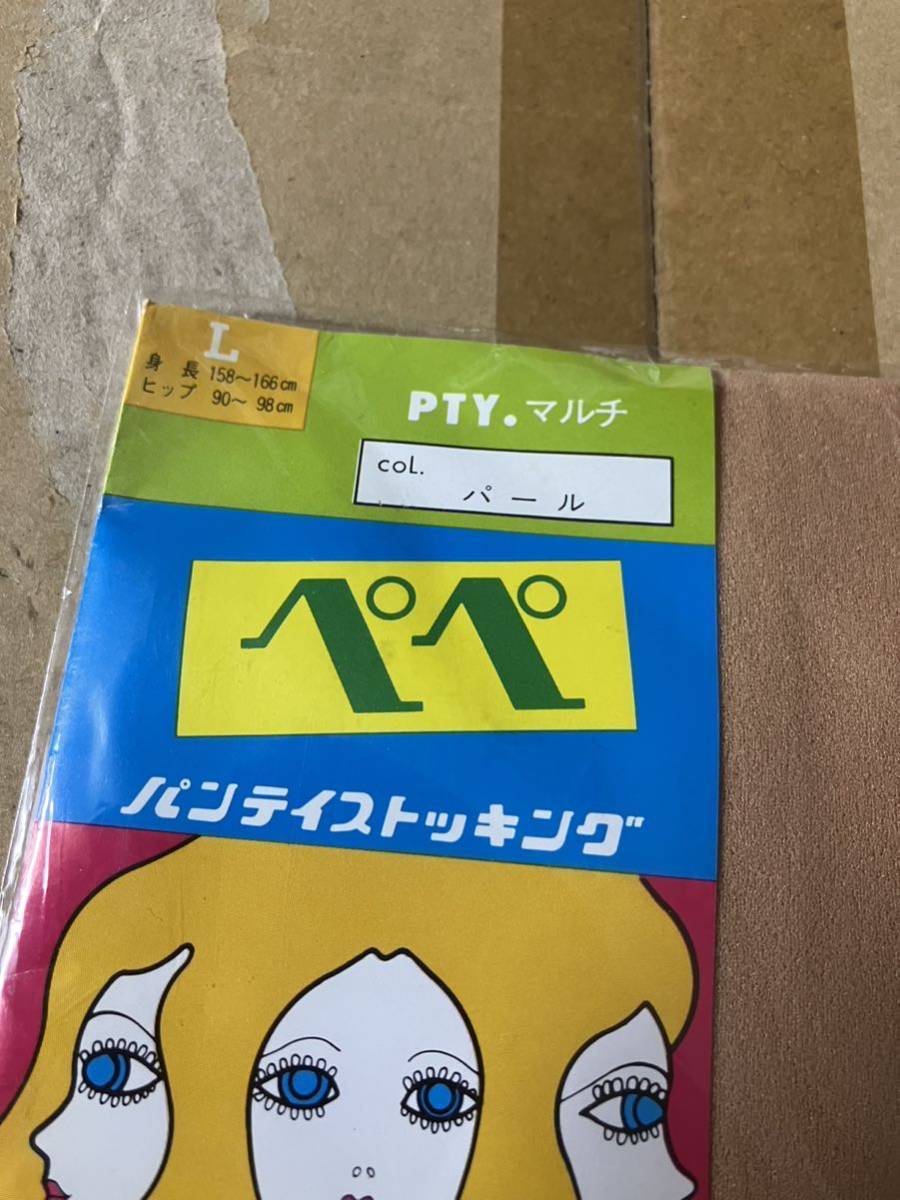 L
身長 158～166cm
ヒップ 90～ 98cm
PTY.マルチ
coL.
パール
ペペ
パンテイストッキング